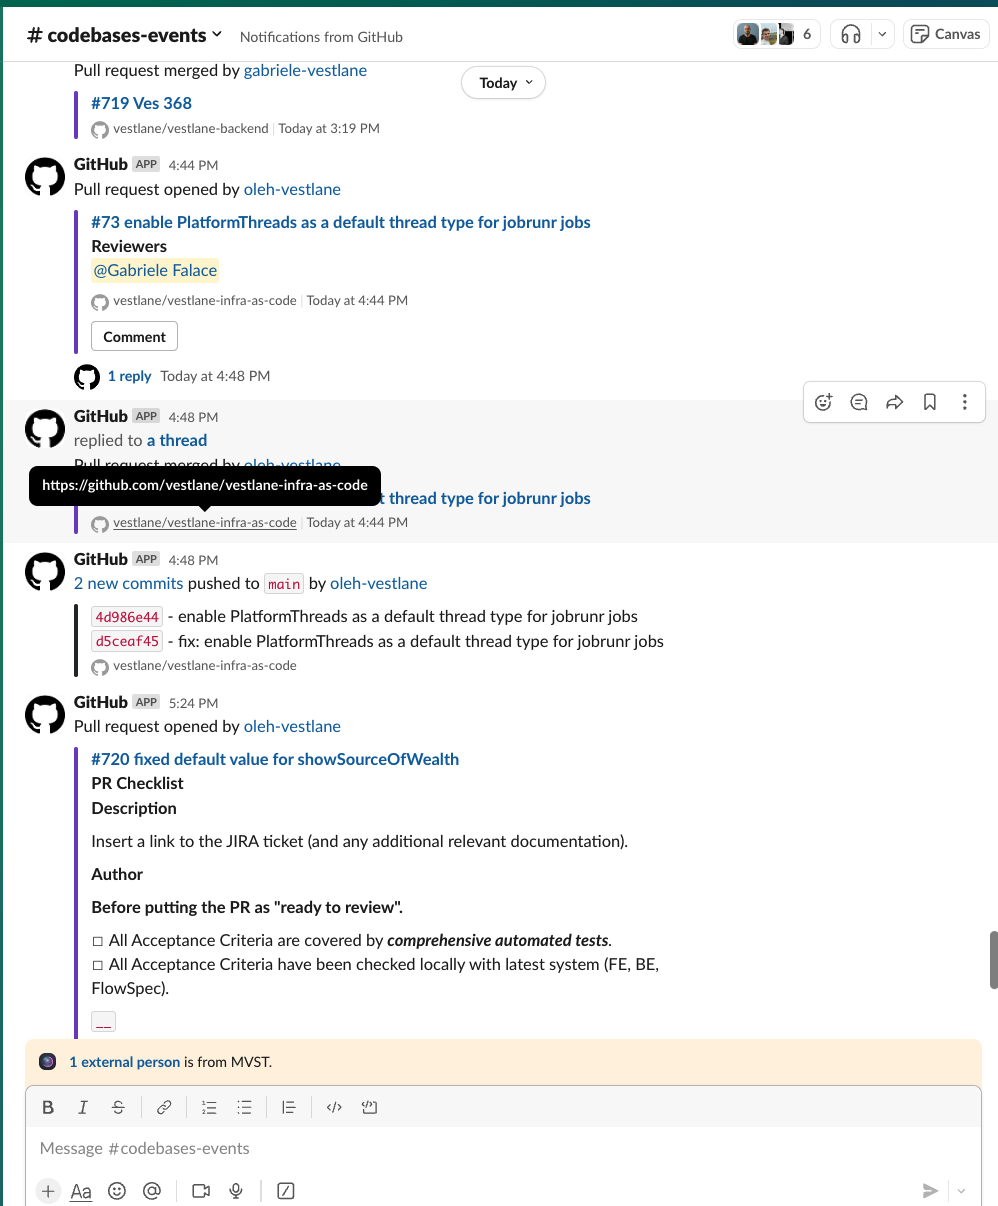 # codebases-events
Notifications from GitHub
6
Canvas
Pull request merged by gabriele-vestlane
Today
#719 Ves 368
vestlane/vestlane-backend | Today at 3:19 PM
GitHub APP 4:44 PM
Pull request opened by oleh-vestlane
#73 enable PlatformThreads as a default thread type for jobrunr jobs
Reviewers
@Gabriele Falace
vestlane/vestlane-infra-as-code | Today at 4:44 PM
Comment
1 reply Today at 4:48 PM
GitHub APP 4:48 PM
replied to a thread
Pull request merged by oleh-vestlane
https://github.com/vestlane/vestlane-infra-as-code
t thread type for jobrunr jobs
vestlane/vestlane-infra-as-code | Today at 4:44 PM
GitHub APP 4:48 PM
2 new commits pushed to main by oleh-vestlane
4d986e44 - enable PlatformThreads as a default thread type for jobrunr jobs
d5ceaf45 - fix: enable PlatformThreads as a default thread type for jobrunr jobs
vestlane/vestlane-infra-as-code
GitHub APP 5:24 PM
Pull request opened by oleh-vestlane
#720 fixed default value for showSourceOfWealth
PR Checklist
Description
Insert a link to the JIRA ticket (and any additional relevant documentation).
Author
Before putting the PR as "ready to review".
☐ All Acceptance Criteria are covered by comprehensive automated tests.
☐ All Acceptance Criteria have been checked locally with latest system (FE, BE,
FlowSpec).
__
1 external person is from MVST.
B I S
Message #codebases-events
Aa